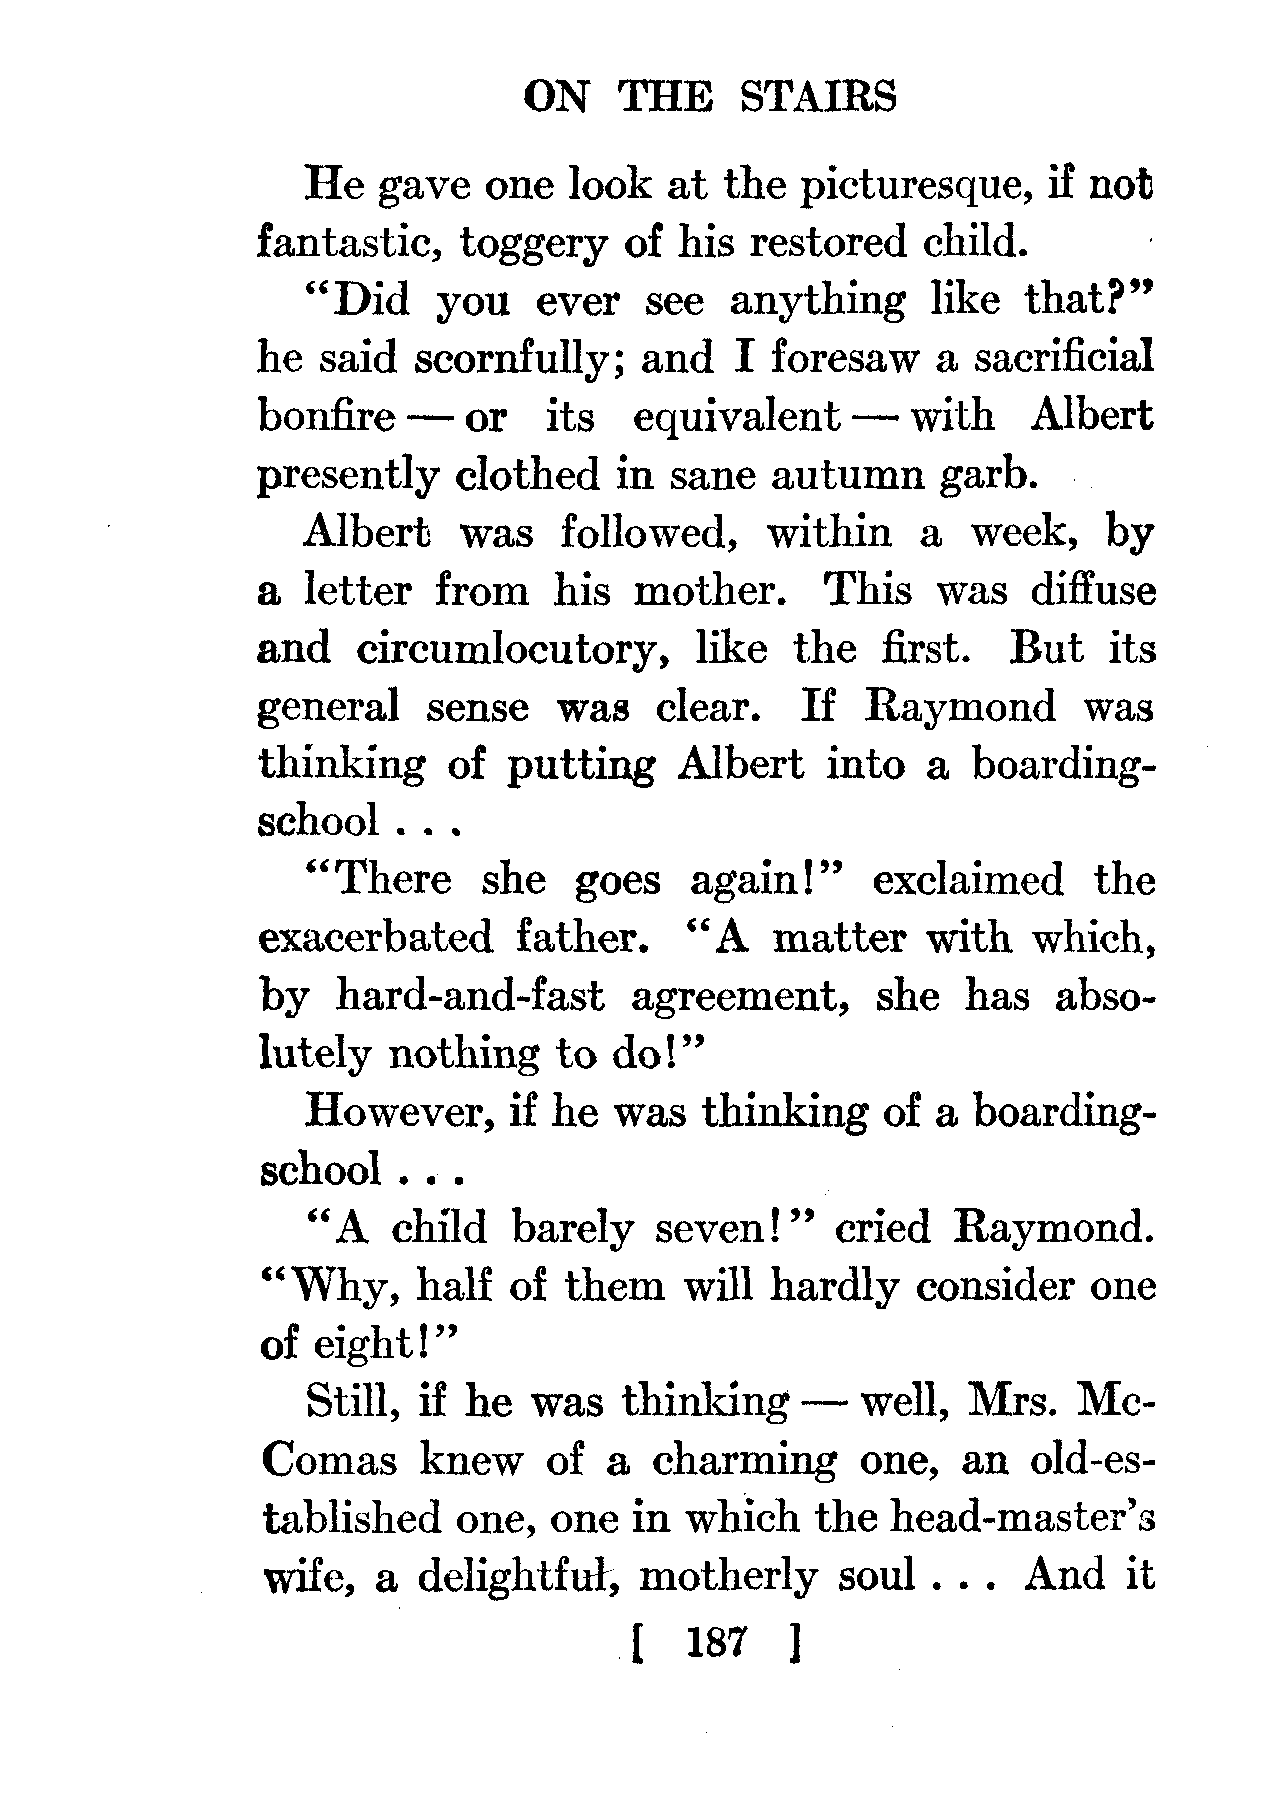 ON THE STAIRS
He gave one look at the picturesque, if not
fantastic, toggery of his restored child.
“Did you ever see anything like that?”
he said scornfully; and I foresaw a sacrificial
bonfire — or its equivalent — with Albert
presently clothed in sane autumn garb.
Albert was followed, within a week, by
a letter from his mother. This was diffuse
and circumlocutory, like the first. But its
general sense was clear. If Raymond was
thinking of putting Albert into a boarding-
school . . .
“There she goes again!” exclaimed the
exacerbated father. “A matter with which,
by hard-and-fast agreement, she has abso-
lutely nothing to do!”
However, if he was thinking of a boarding-
school . . .
“A child barely seven!” cried Raymond.
“Why, half of them will hardly consider one
of eight!”
Still, if he was thinking — well, Mrs. Mc-
Comas knew of a charming one, an old-es-
tablished one, one in which the head-master’s
wife, a delightful, motherly soul . . . And it
[ 187 ]